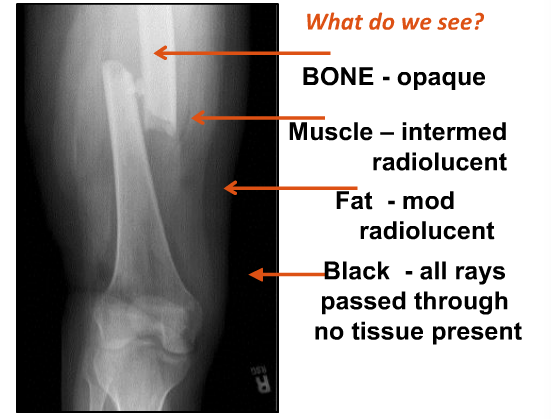 What do we see?
BONE - opaque
Muscle – intermed
radiolucent
Fat - mod
radiolucent
Black - all rays
passed through
no tissue present
R